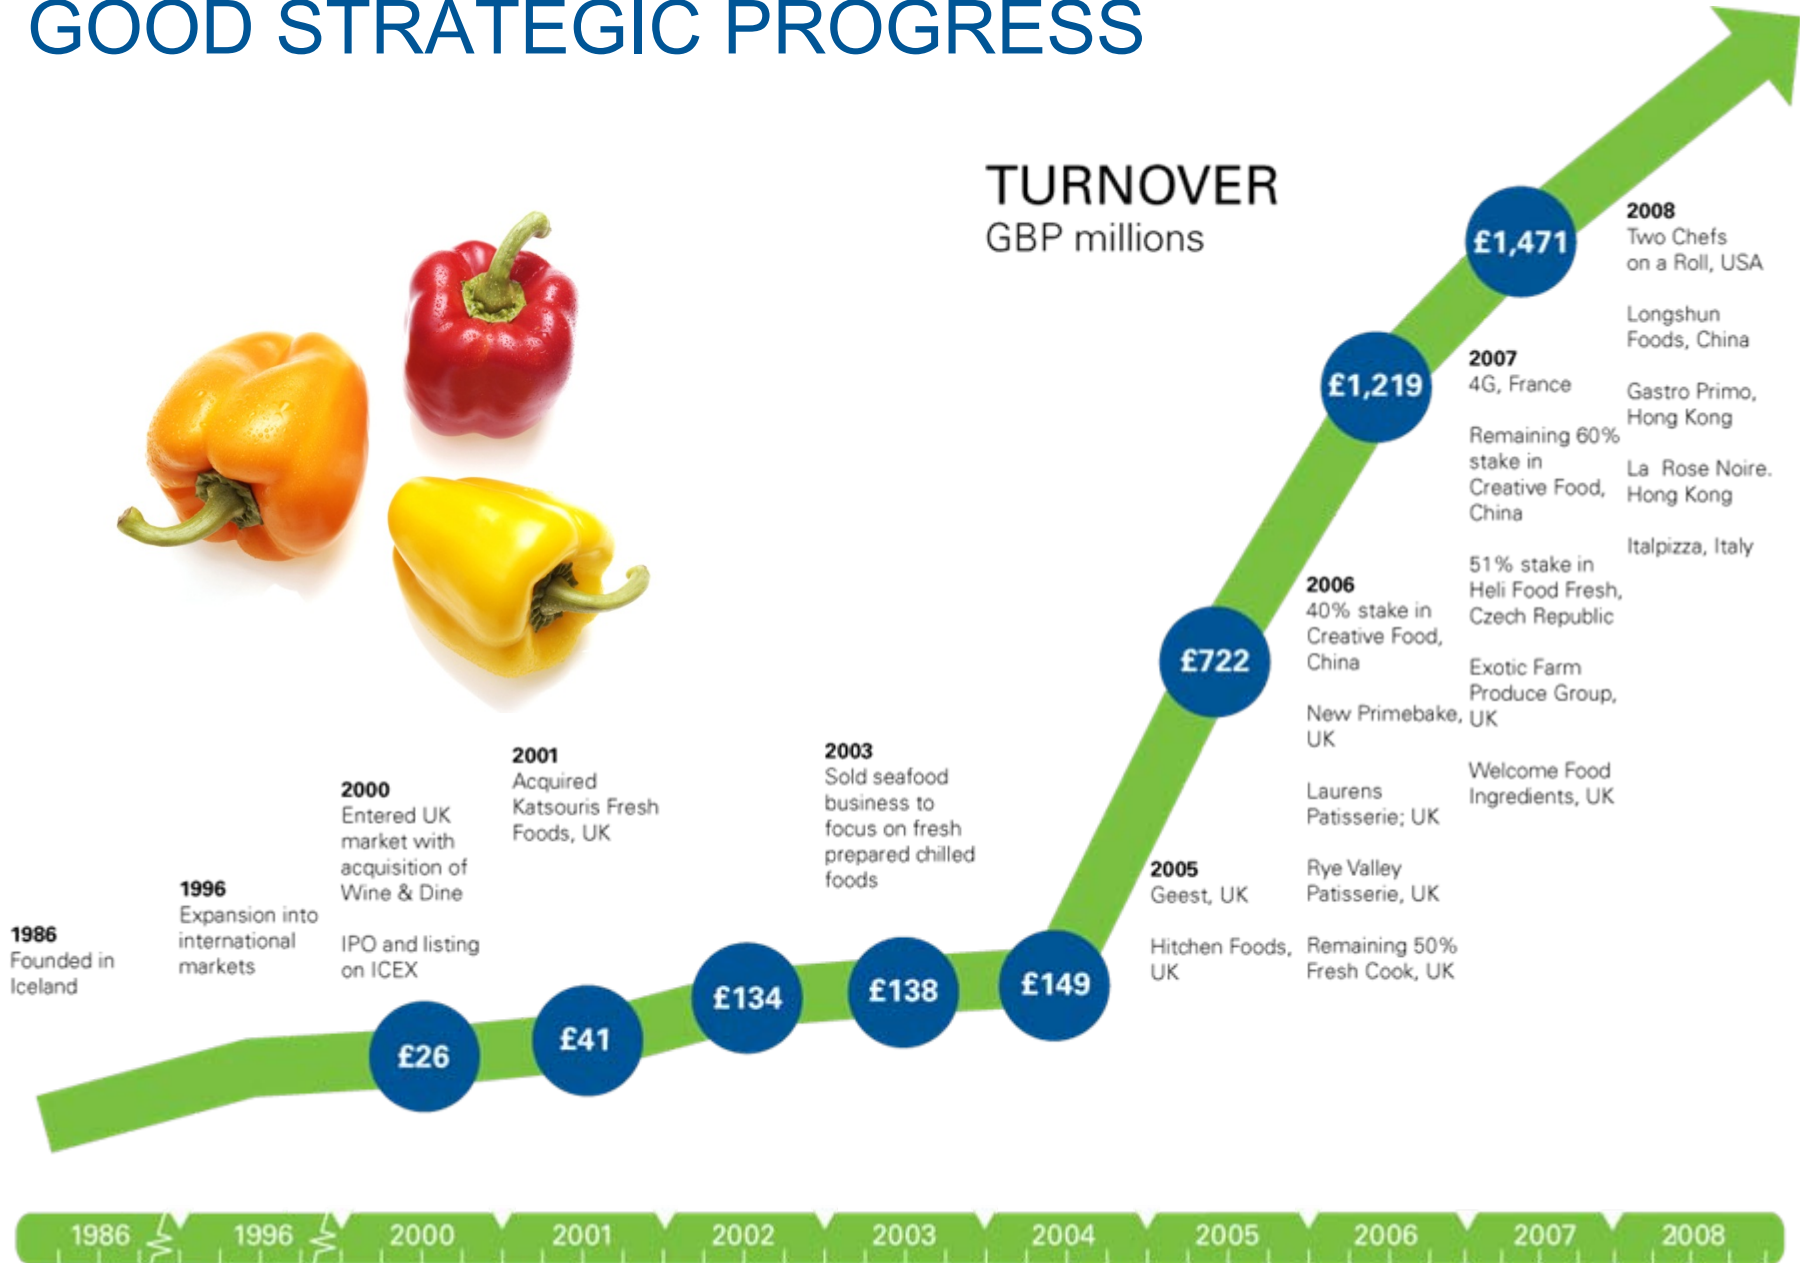 GOOD STRATEGIC PROGRESS
TURNOVER
GBP millions
1986
Founded in
Iceland
1996
Expansion into
international
markets
2000
Entered UK
market with
acquisition of
Wine & Dine
IPO and listing
on ICEX
2001
Acquired
Katsouris Fresh
Foods, UK
2003
Sold seafood
business to
focus on fresh
prepared chilled
foods
2005
Geest, UK
Hitchen Foods,
UK
2006
40% stake in
Creative Food,
China
New Primebake,
UK
Laurens
Patisserie; UK
Rye Valley
Patisserie, UK
Remaining 50%
Fresh Cook, UK
2007
4G, France
Remaining 60%
stake in
Creative Food,
China
51% stake in
Heli Food Fresh,
Czech Republic
Exotic Farm
Produce Group,
UK
Welcome Food
Ingredients, UK
2008
Two Chefs
on a Roll, USA
Longshun
Foods, China
Gastro Primo,
Hong Kong
La Rose Noire.
Hong Kong
Italpizza, Italy
£26
£41
£134
£138
£149
£722
£1,219
£1,471
1986 1996 2000 2001 2002 2003 2004 2005 2006 2007 2008